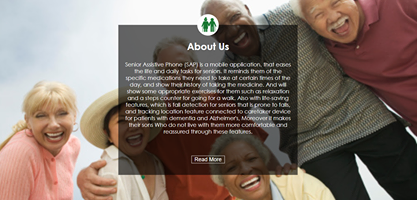 About Us
Senior Assistive Phone (SAP) is a mobile application, that eases
the life and daily tasks for seniors. It reminds them of the
specific medications they need to take at certain times of the
day, and show their history of taking the medicine. And will
show some appropriate exercises for them such as relaxation
and a steps counter for going for a walk. Also with life-saving
features, which is fall detection for seniors that is prone to falls,
and tracking location feature connected to caretaker device
for patients with dementia and Alzheimer's, Moreover it makes
their sons Who do not live with them more comfortable and
reassured through these features.
Read More